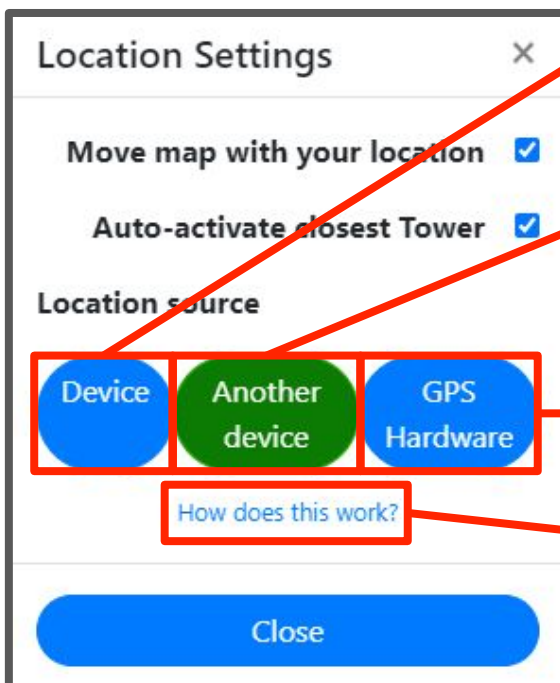 Location Settings ×
Move map with your location
Auto-activate closest Tower
Location source
Device
Another
device
GPS
Hardware
How does this work?
Close